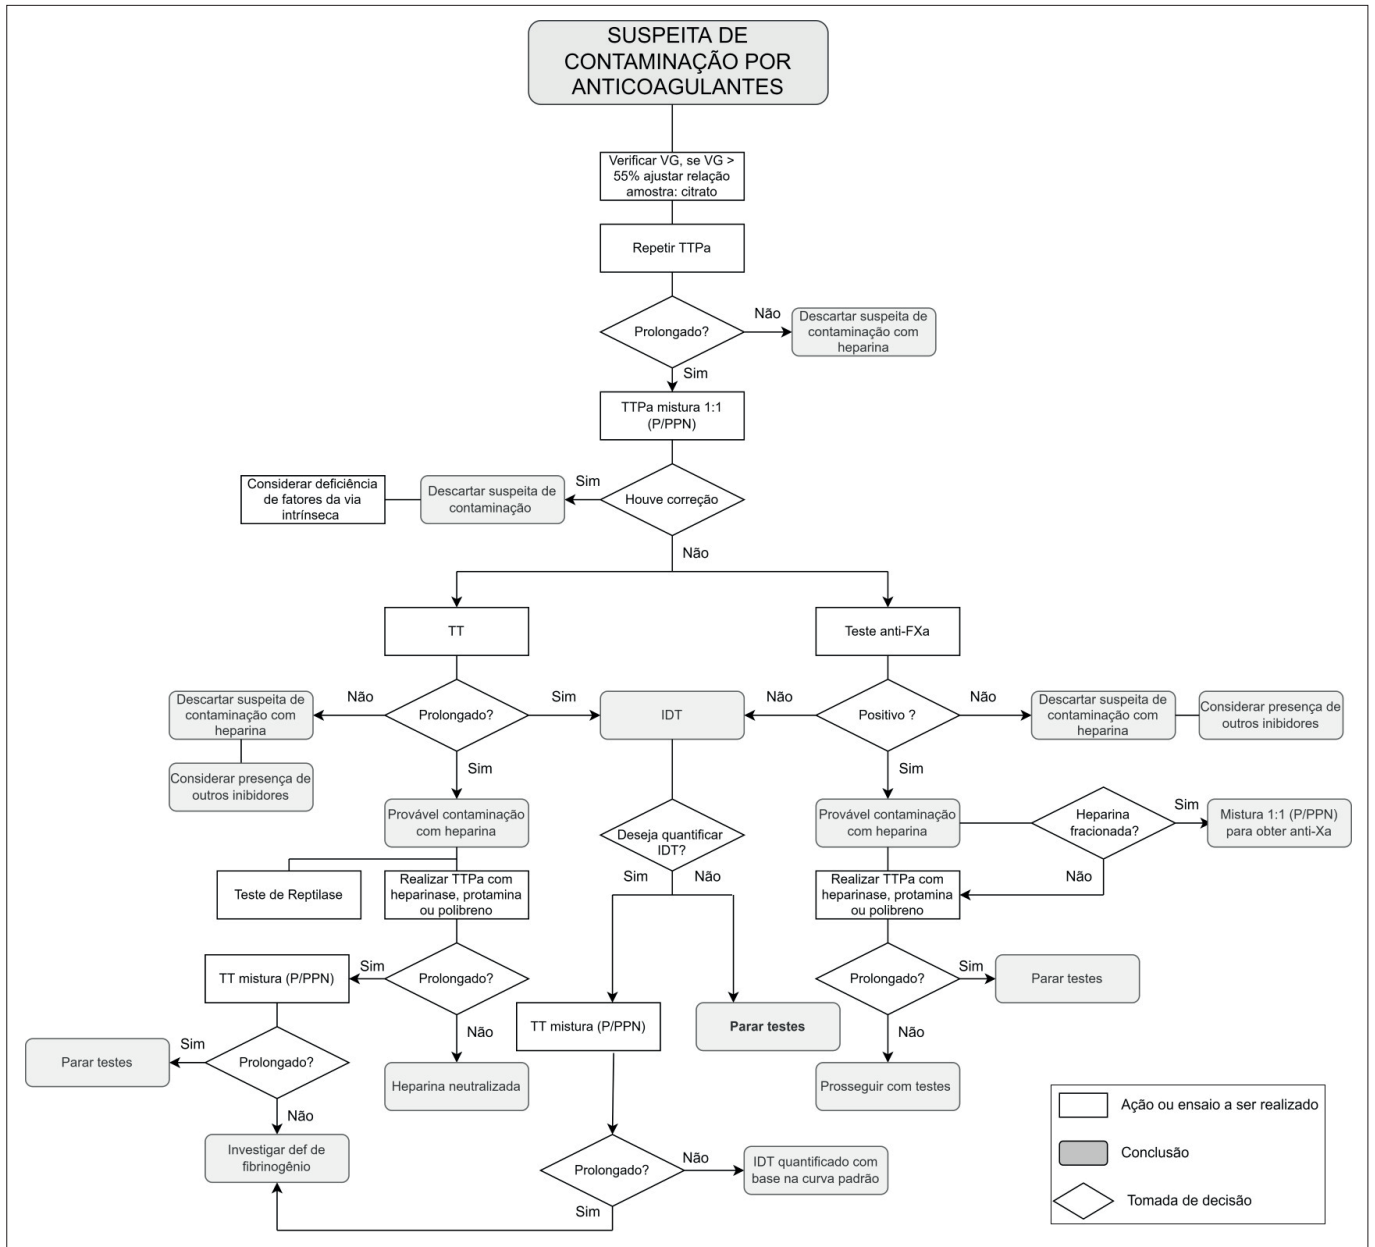 SUSPEITA DE
CONTAMINAÇÃO POR
ANTICOAGULANTES
Verificar VG, se VG >
55% ajustar relação
amostra: citrato
Repetir TTPa
Prolongado?
Não
Descartar suspeita de
contaminação com
heparina
Sim
TTPa mistura 1:1
(P/PPN)
Houve correção
Sim
Descartar suspeita de
contaminação
Considerar deficiência
de fatores da via
intrínseca
Não
TT
Teste anti-FXa
Prolongado?
Não
Descartar suspeita de
contaminação com
heparina
Considerar presença de
outros inibidores
Sim
IDT
Não
Positivo ?
Não
Descartar suspeita de
contaminação com
heparina
Considerar presença de
outros inibidores
Sim
Provável contaminação
com heparina
Teste de Reptilase
Realizar TTPa com
heparinase, protamina
ou polibreno
Deseja quantificar
IDT?
Sim
Não
Sim
Provável contaminação
com heparina
Heparina
fracionada?
Sim
Mistura 1:1 (P/PPN)
para obter anti-Xa
Não
Realizar TTPa com
heparinase, protamina
ou polibreno
Prolongado?
Sim
TT mistura (P/PPN)
Não
Heparina neutralizada
Prolongado?
Sim
Parar testes
Não
Investigar def de
fibrinogênio
TT mistura (P/PPN)
Parar testes
Prolongado?
Não
IDT quantificado com
base na curva padrão
Sim
Prolongado?
Sim
Parar testes
Não
Prosseguir com testes
Ação ou ensaio a ser realizado
Conclusão
Tomada de decisão